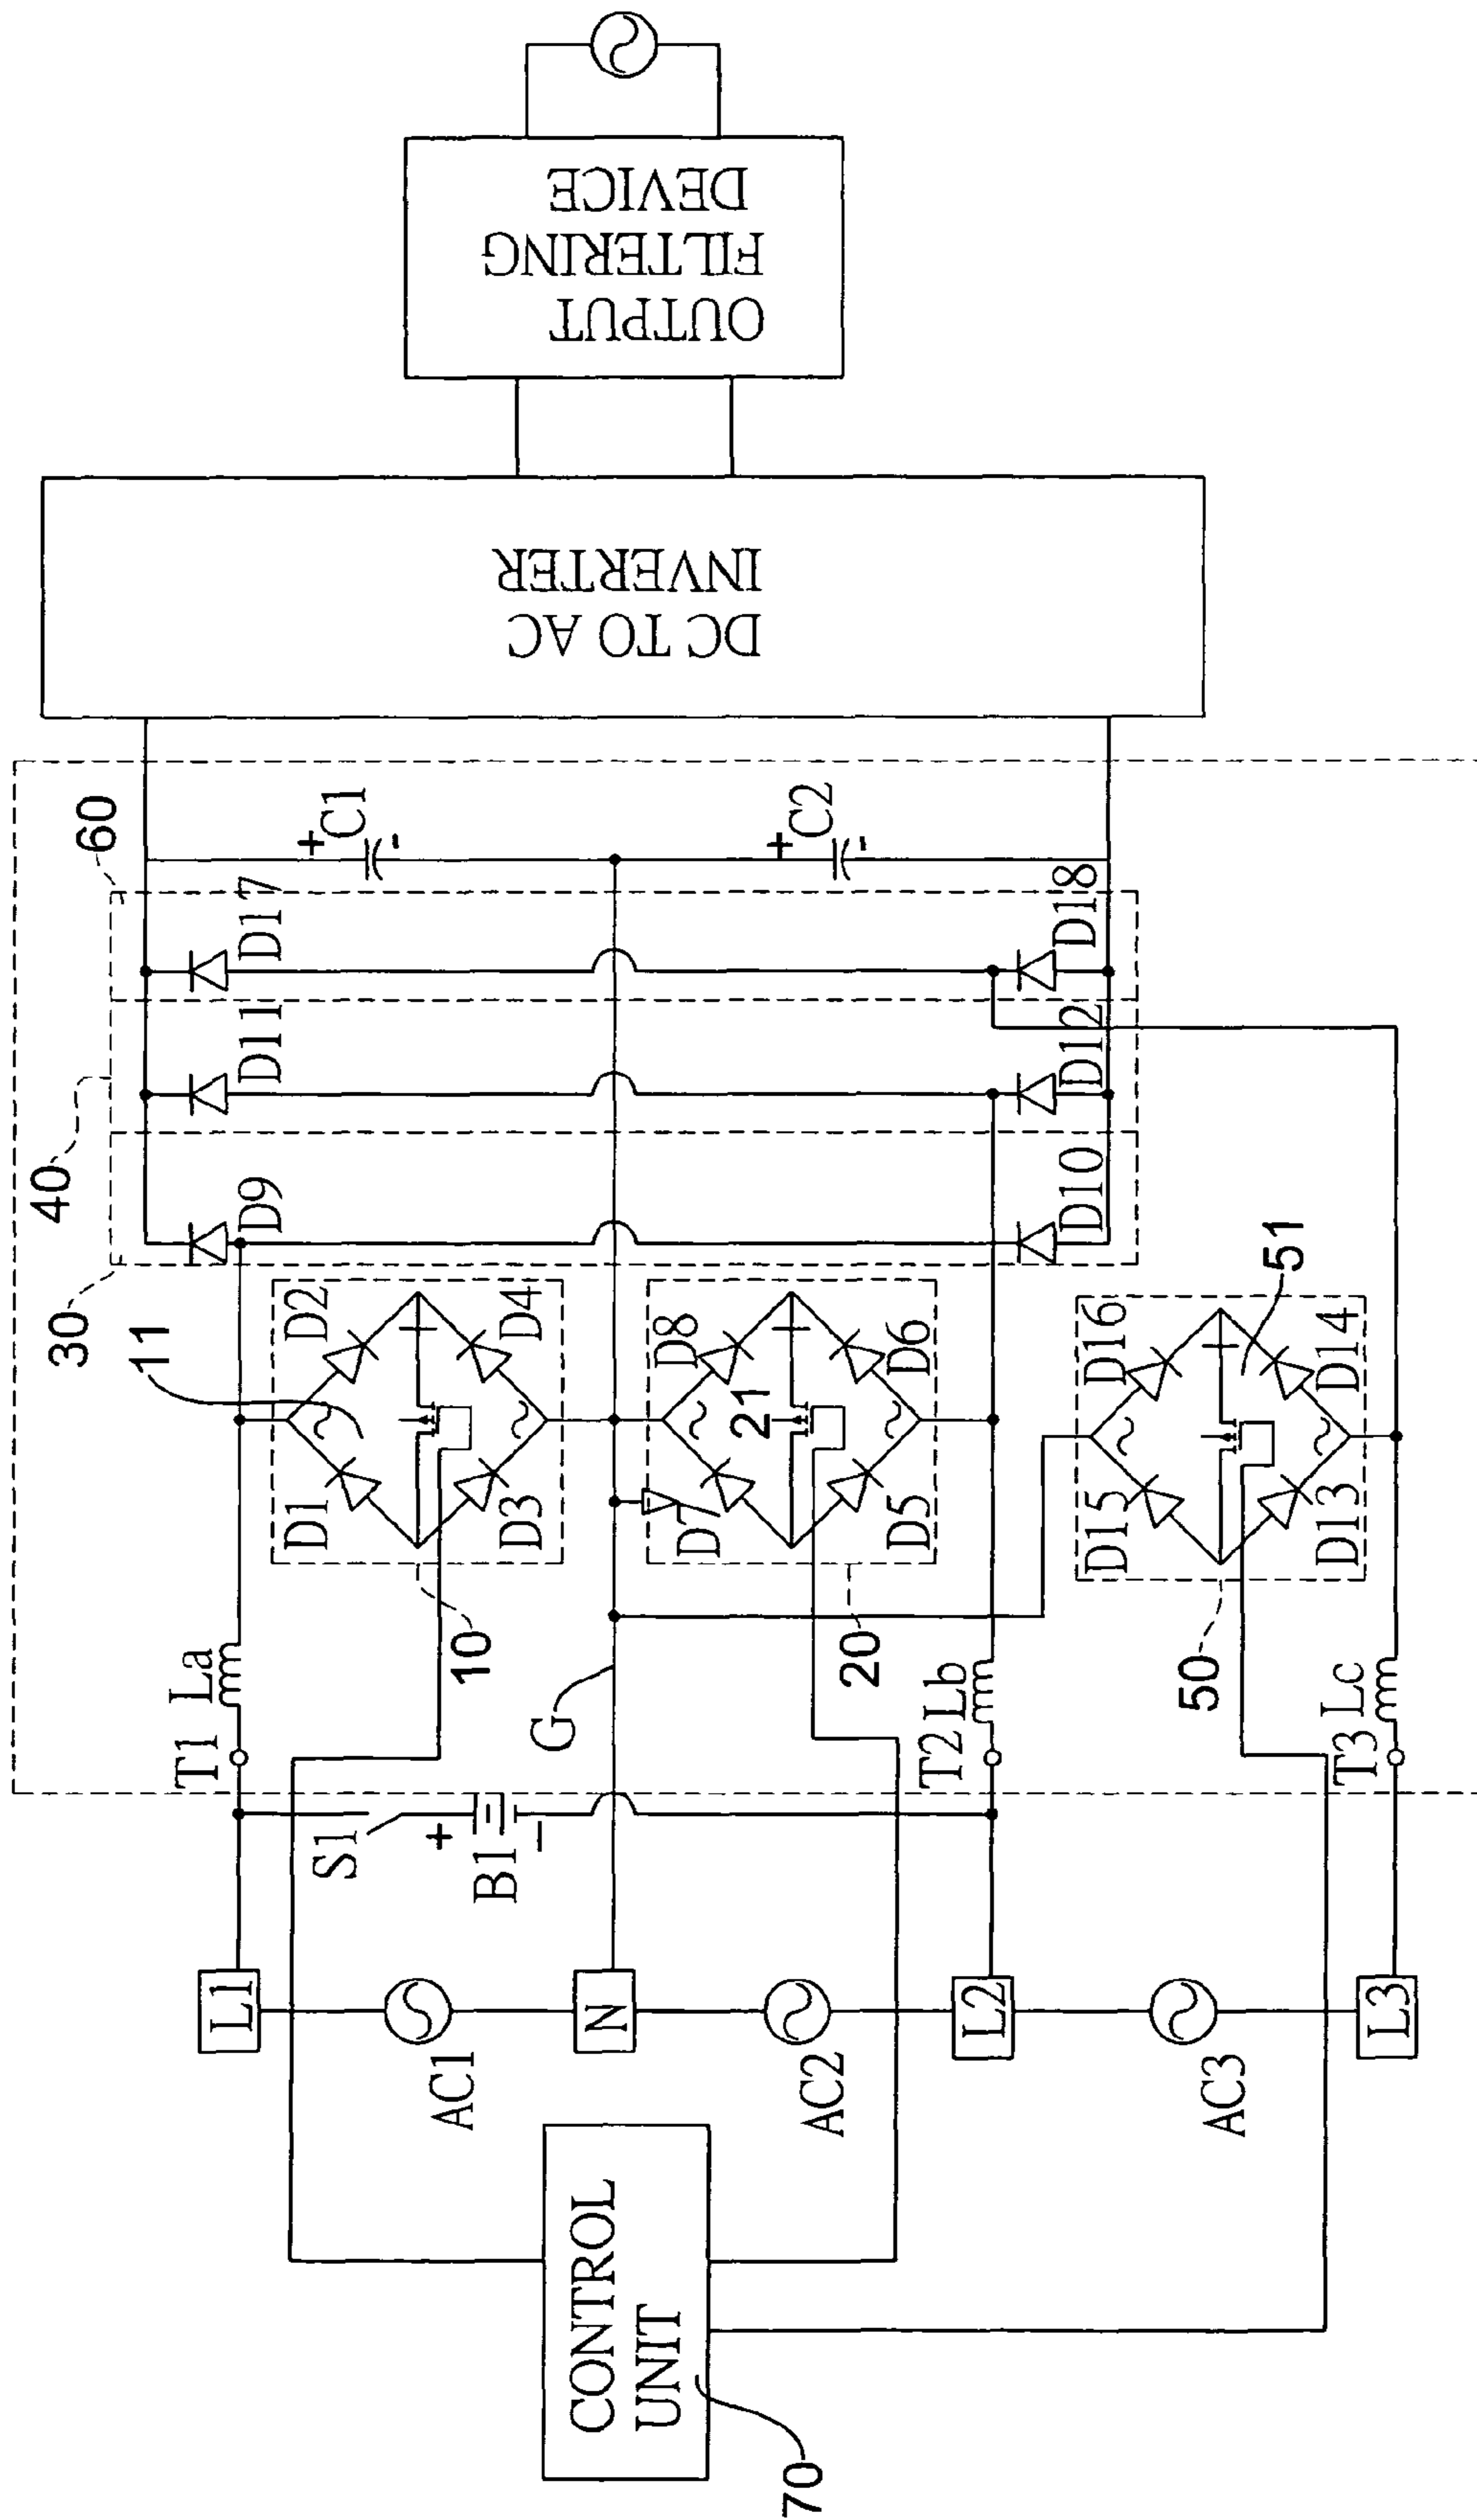 CONTROL
UNIT
70
L1
AC1
N
AC2
L2
AC3
L3
S1
+
B1
-
T1
La
G
T2
Lb
T3
Lc
10
20
50
11
D1
D2
D3
D4
21
D7
D8
D5
D6
51
D15
D16
D13
D14
30
40
60
D9
D10
D11
D12
D17
D18
+
C1
-
+
C2
-
DC TO AC
INVERTER
OUTPUT
FILTERING
DEVICE